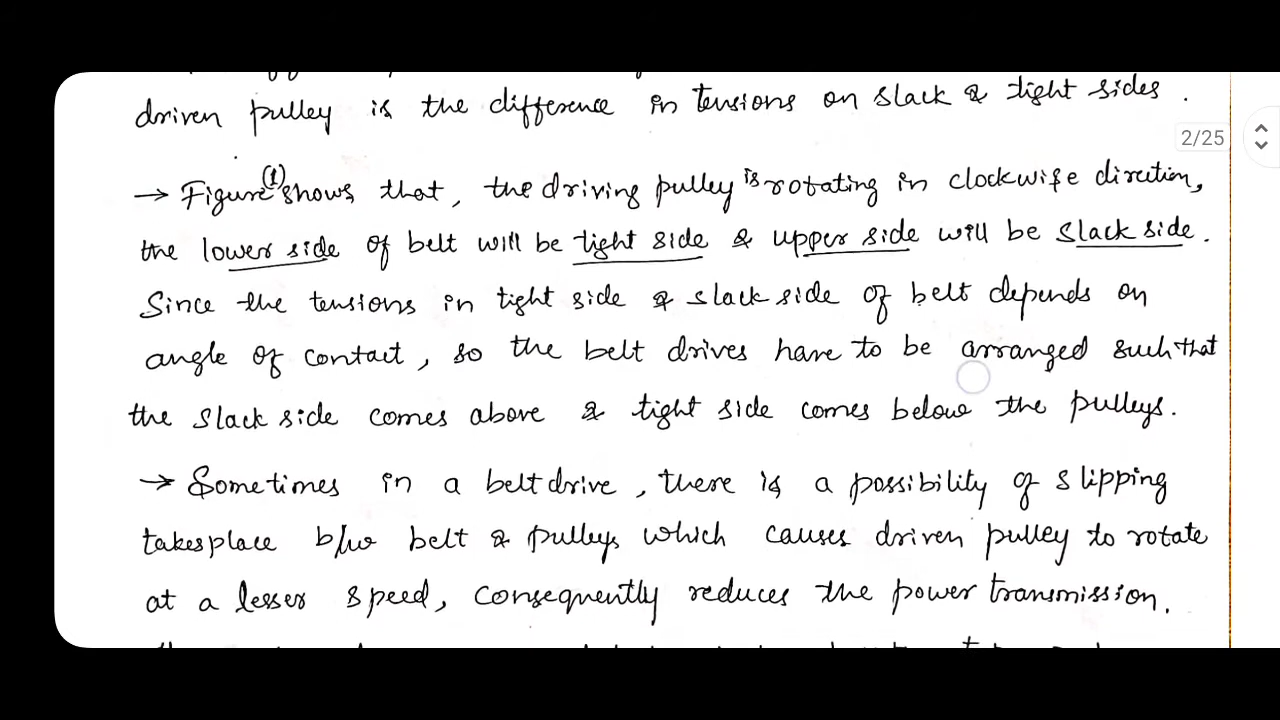 driven pulley is the difference in tensions on slack & tight sides.
→ Figure(1) shows that, the driving pulley is rotating in clockwise direction,
the lower side of belt will be tight side & upper side will be slack side.
Since the tensions in tight side & slack side of belt depends on
angle of contact, so the belt drives have to be arranged such that
the slack side comes above & tight side comes below the pulleys.
→ Sometimes in a belt drive, there is a possibility of slipping
takesplace b/w belt & pulleys which causes driven pulley to rotate
at a lesser speed, consequently reduces the power transmission.
2/25